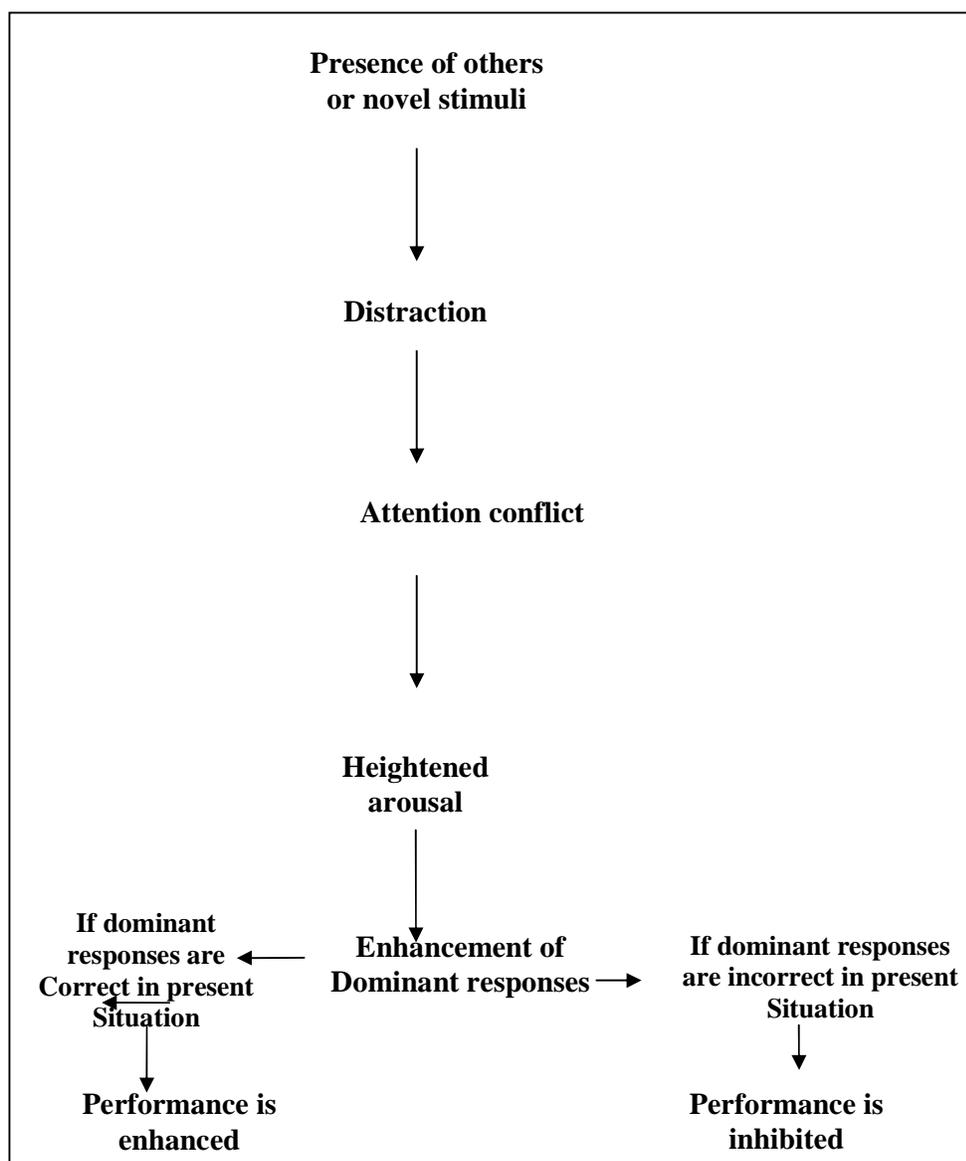 Presence of others
or novel stimuli
Distraction
Attention conflict
Heightened
arousal
Enhancement of
Dominant responses
If dominant
responses are
Correct in present
Situation
Performance is
enhanced
If dominant responses
are incorrect in present
Situation
Performance is
inhibited